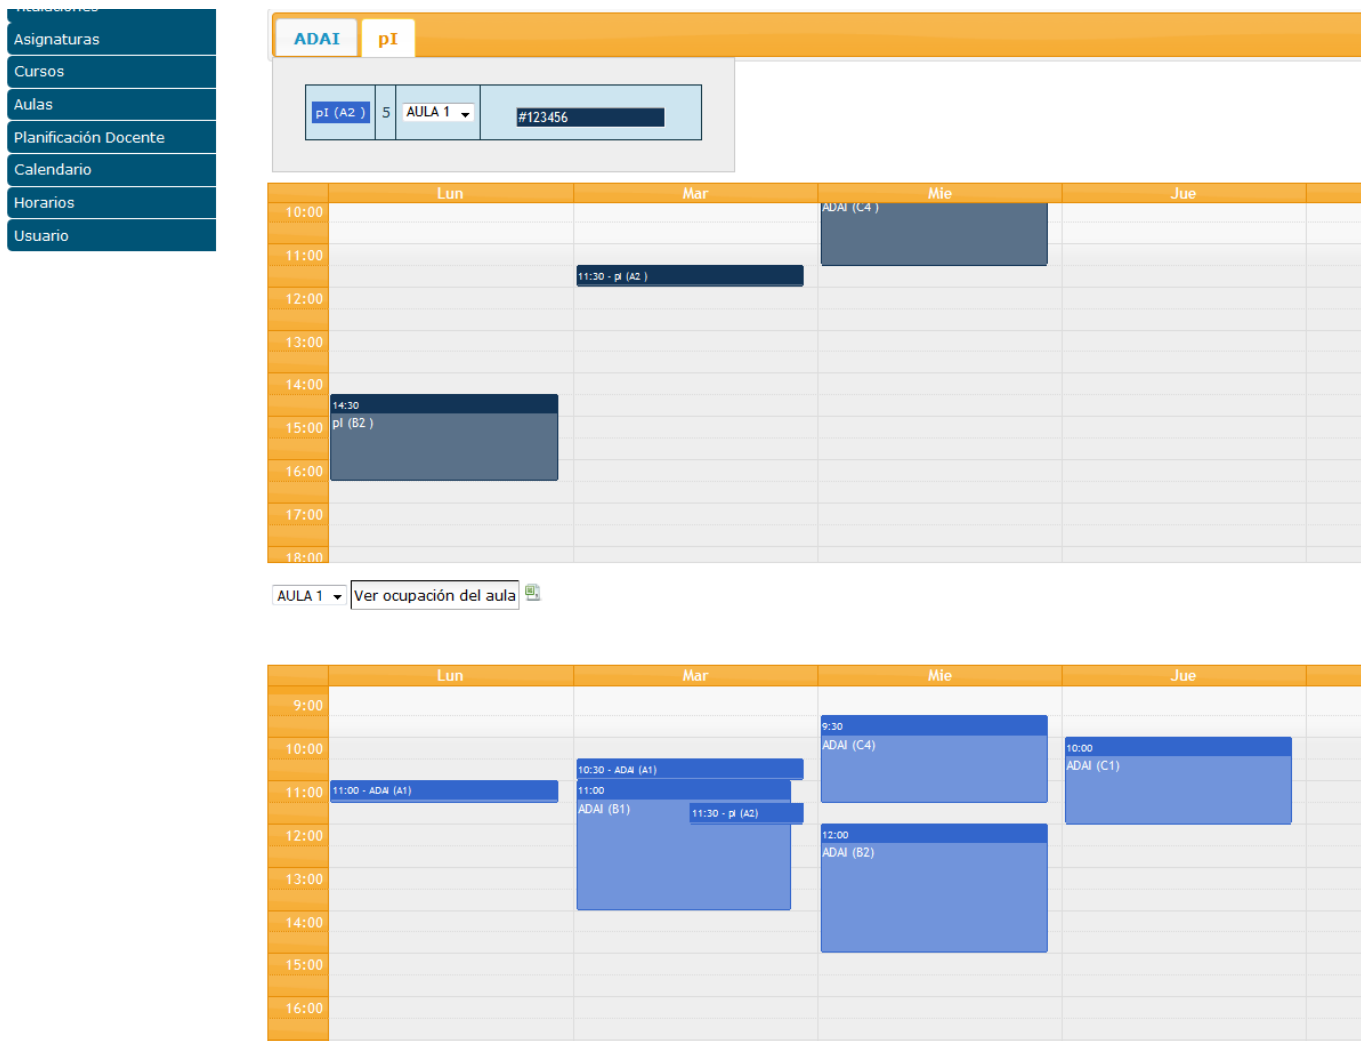 Asignaturas
Cursos
Aulas
Planificación Docente
Calendario
Horarios
Usuario
ADAI pI
pI (A2 ) 5 AULA 1 #123456
Lun Mar Mie Jue
10:00
ADAI (C4 )
11:00
11:30 - pI (A2 )
12:00
13:00
14:00
14:30
pI (B2 )
15:00
16:00
17:00
18:00
AULA 1 Ver ocupación del aula
Lun Mar Mie Jue
9:00
9:30
ADAI (C4)
10:00
10:00
ADAI (C1)
10:30 - ADAI (A1)
11:00
11:00 - ADAI (A1)
11:00
ADAI (B1)
11:30 - pI (A2)
12:00
12:00
ADAI (B2)
13:00
14:00
15:00
16:00